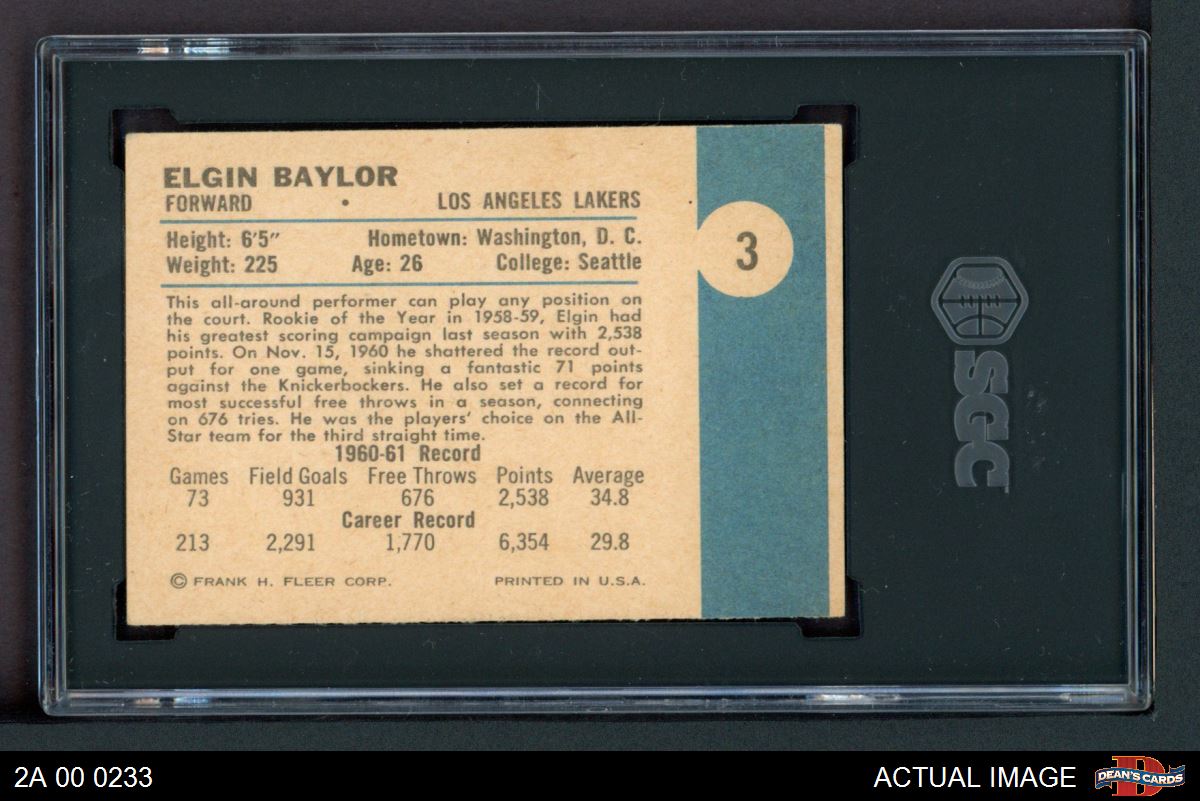 ELGIN BAYLOR
FORWARD • LOS ANGELES LAKERS
Height: 6'5" Hometown: Washington, D. C.
Weight: 225 Age: 26 College: Seattle
This all-around performer can play any position on
the court. Rookie of the Year in 1958-59, Elgin had
his greatest scoring campaign last season with 2,538
points. On Nov. 15, 1960 he shattered the record out-
put for one game, sinking a fantastic 71 points
against the Knickerbockers. He also set a record for
most successful free throws in a season, connecting
on 676 tries. He was the players' choice on the All-
Star team for the third straight time.
1960-61 Record
Games Field Goals Free Throws Points Average
73 931 676 2,538 34.8
Career Record
213 2,291 1,770 6,354 29.8
© FRANK H. FLEER CORP. PRINTED IN U.S.A.
3
SGC
2A 00 0233
ACTUAL IMAGE
DEAN'S CARDS